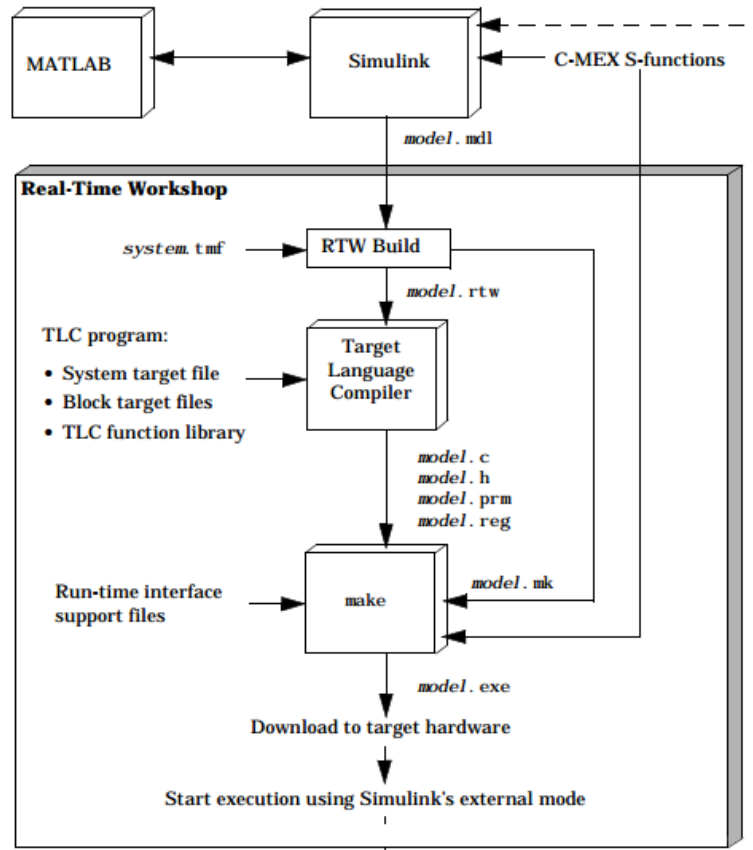 MATLAB
Simulink
C-MEX S-functions
model.mdl
Real-Time Workshop
system.tmf
RTW Build
model.rtw
TLC program:
• System target file
• Block target files
• TLC function library
Target
Language
Compiler
model.c
model.h
model.prm
model.reg
Run-time interface
support files
make
model.mk
model.exe
Download to target hardware
Start execution using Simulink's external mode